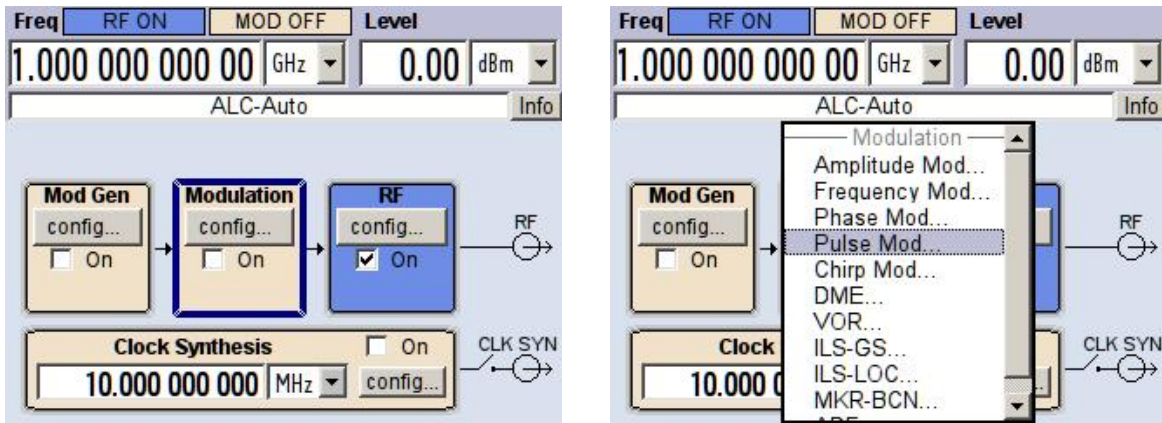 Freq RF ON MOD OFF Level
1.000 000 000 00 GHz 0.00 dBm
ALC-Auto Info
Mod Gen Modulation RF
config... config... config... RF
On On On
Clock Synthesis On CLK SYN
10.000 000 000 MHz config...
Freq RF ON MOD OFF Level
1.000 000 000 00 GHz 0.00 dBm
ALC-Auto Info
Modulation
Amplitude Mod...
Mod Gen Frequency Mod...
config... Phase Mod... RF
Pulse Mod...
On Chirp Mod...
DME...
VOR...
Clock ILS-GS... CLK SYN
10.000 ILS-LOC...
MKR-BCN...